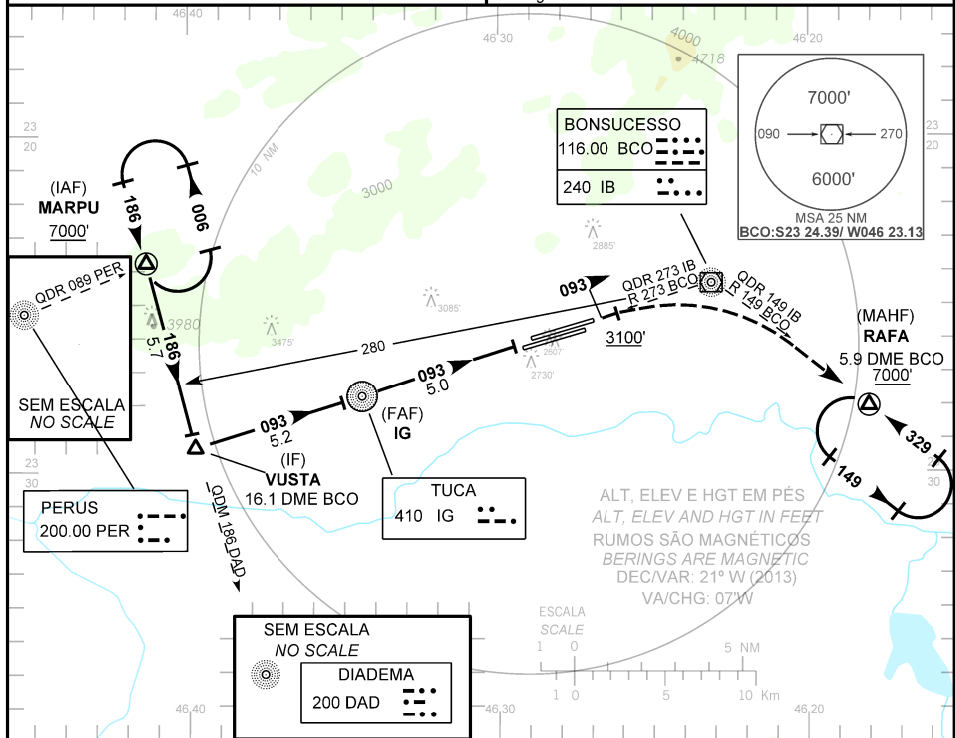 46.40
46.30
46.20
4000
4718
7000'
090
270
6000'
MSA 25 NM
BCO:S23 24.39/ W046 23.13
23
20
23
20
BONSUCESSO
116.00 BCO
240 IB
10 NM
3000
(IAF)
MARPU
7000'
186
006
2885'
QDR 089 PER
3980
3475'
3085'
186
5.7
280
093
QDR 273 IB
R 273 BCO
QDR 149 IB
R 149 BCO
3100'
2607'
2730'
(MAHF)
RAFA
5.9 DME BCO
7000'
SEM ESCALA
NO SCALE
093
5.0
093
5.2
(FAF)
IG
(IF)
VUSTA
16.1 DME BCO
329
149
23
30
30
PERUS
200.00 PER
QDM 186 DAD
TUCA
410 IG
ALT, ELEV E HGT EM PÉS
ALT, ELEV AND HGT IN FEET
RUMOS SÃO MAGNÉTICOS
BERINGS ARE MAGNETIC
DEC/VAR: 21º W (2013)
VA/CHG: 07'W
ESCALA
SCALE
1 0 5 NM
1 0 5 10 Km
SEM ESCALA
NO SCALE
DIADEMA
200 DAD
46.40
46.30
46.20